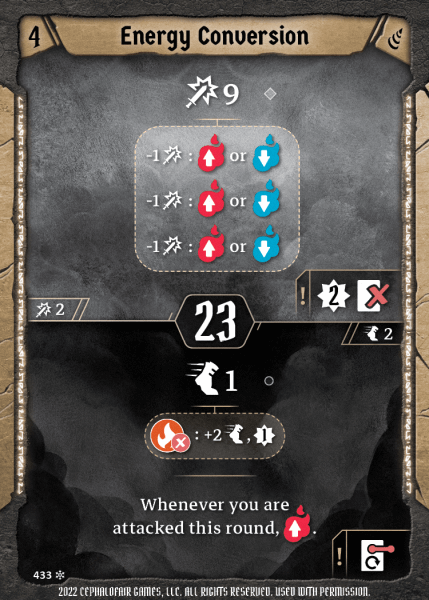 4
Energy Conversion
9
-1 : or
-1 : or
-1 : or
! 2
2
23
2
1
: +2 , 1
Whenever you are
attacked this round, .
!
433
2022 CEPHALOFAIR GAMES, LLC. ALL RIGHTS RESERVED. USED WITH PERMISSION.